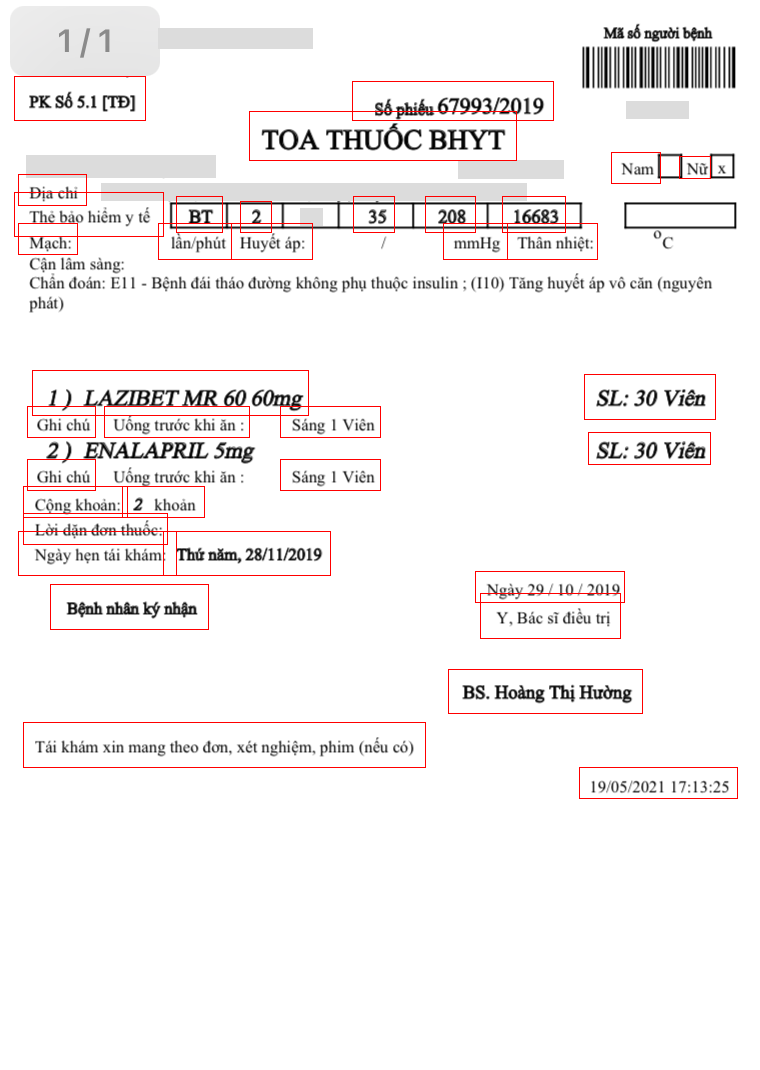 1/1
Mã số người bệnh
PK Số 5.1 [TĐ]
Số phiếu 67993/2019
TOA THUỐC BHYT
Nam Nữ x
Địa chỉ
Thẻ bảo hiểm y tế BT 2 35 208 16683
Mạch: lần/phút Huyết áp: / mmHg Thân nhiệt: oC
Cận lâm sàng:
Chẩn đoán: E11 - Bệnh đái tháo đường không phụ thuộc insulin ; (I10) Tăng huyết áp vô căn (nguyên
phát)
1 ) LAZIBET MR 60 60mg SL: 30 Viên
Ghi chú Uống trước khi ăn : Sáng 1 Viên
2 ) ENALAPRIL 5mg SL: 30 Viên
Ghi chú Uống trước khi ăn : Sáng 1 Viên
Cộng khoản: 2 khoản
Lời dặn đơn thuốc:
Ngày hẹn tái khám: Thứ năm, 28/11/2019
Ngày 29 / 10 / 2019
Bệnh nhân ký nhận Y, Bác sĩ điều trị
BS. Hoàng Thị Hường
Tái khám xin mang theo đơn, xét nghiệm, phim (nếu có)
19/05/2021 17:13:25